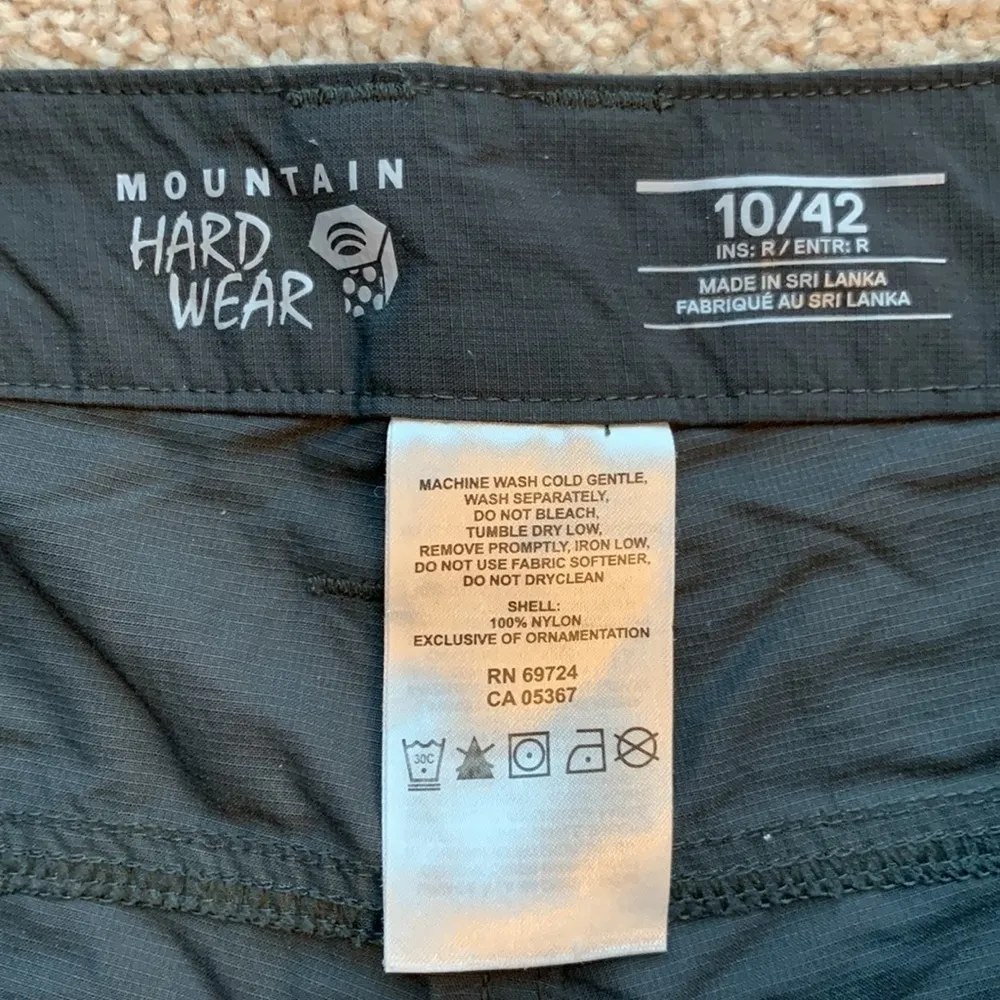 MOUNTAIN
HARD
WEAR
10/42
INS: R / ENTR: R
MADE IN SRI LANKA
FABRIQUÉ AU SRI LANKA
MACHINE WASH COLD GENTLE,
WASH SEPARATELY,
DO NOT BLEACH,
TUMBLE DRY LOW,
REMOVE PROMPTLY, IRON LOW,
DO NOT USE FABRIC SOFTENER,
DO NOT DRYCLEAN
SHELL:
100% NYLON
EXCLUSIVE OF ORNAMENTATION
RN 69724
CA 05367
30C